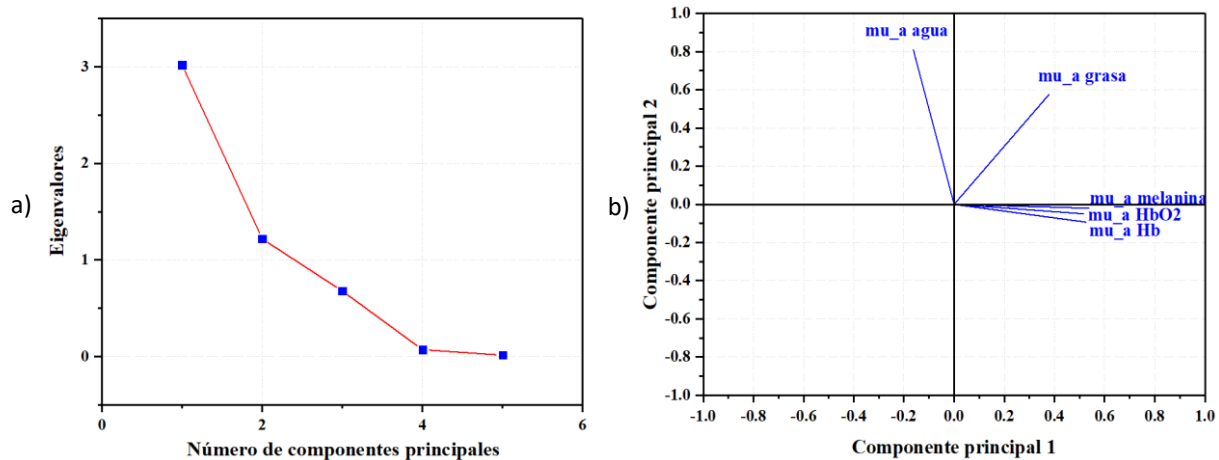 a)
Eigenvalores
3
2
1
0
0
2
4
6
Número de componentes principales
b)
Componente principal 2
1.0
0.8
0.6
0.4
0.2
0.0
-0.2
-0.4
-0.6
-0.8
-1.0
mu_a agua
mu_a grasa
mu_a melanina
mu_a HbO2
mu_a Hb
-1.0 -0.8 -0.6 -0.4 -0.2 0.0 0.2 0.4 0.6 0.8 1.0
Componente principal 1